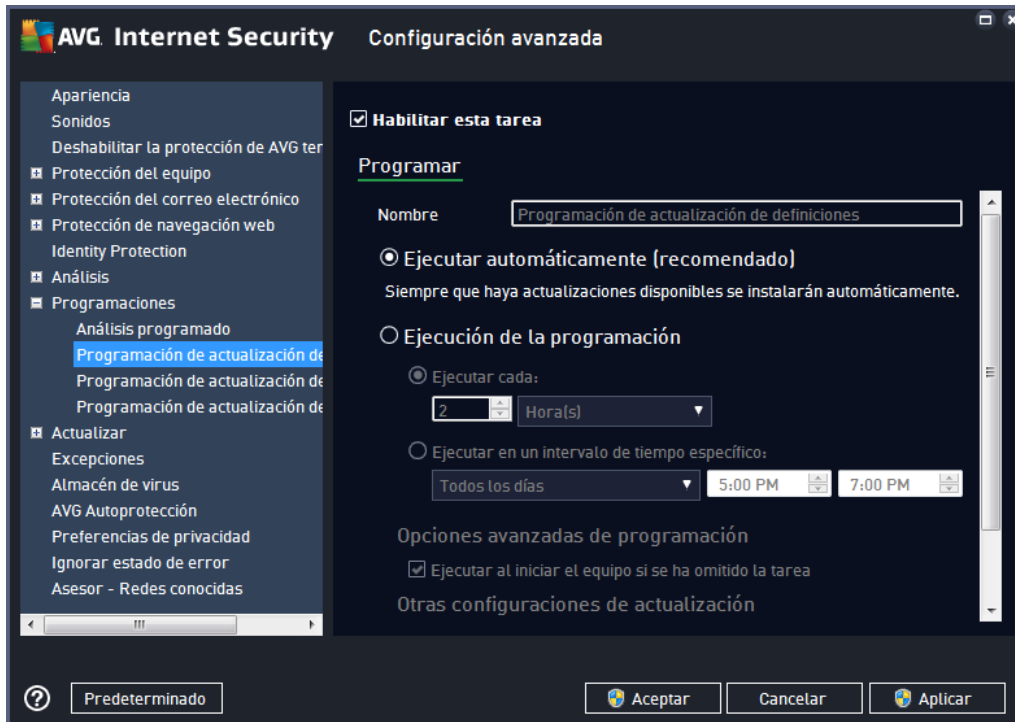 AVG Internet Security Configuración avanzada
Apariencia
Sonidos
Deshabilitar la protección de AVG ter
Protección del equipo
Protección del correo electrónico
Protección de navegación web
Identity Protection
Análisis
Programaciones
Análisis programado
Programación de actualización de
Programación de actualización de
Programación de actualización de
Actualizar
Excepciones
Almacén de virus
AVG Autoprotección
Preferencias de privacidad
Ignorar estado de error
Asesor - Redes conocidas
Habilitar esta tarea
Programar
Nombre Programación de actualización de definiciones
Ejecutar automáticamente (recomendado)
Siempre que haya actualizaciones disponibles se instalarán automáticamente.
Ejecución de la programación
Ejecutar cada:
2 Hora(s)
Ejecutar en un intervalo de tiempo específico:
Todos los días 5:00 PM 7:00 PM
Opciones avanzadas de programación
Ejecutar al iniciar el equipo si se ha omitido la tarea
Otras configuraciones de actualización
? Predeterminado Aceptar Cancelar Aplicar